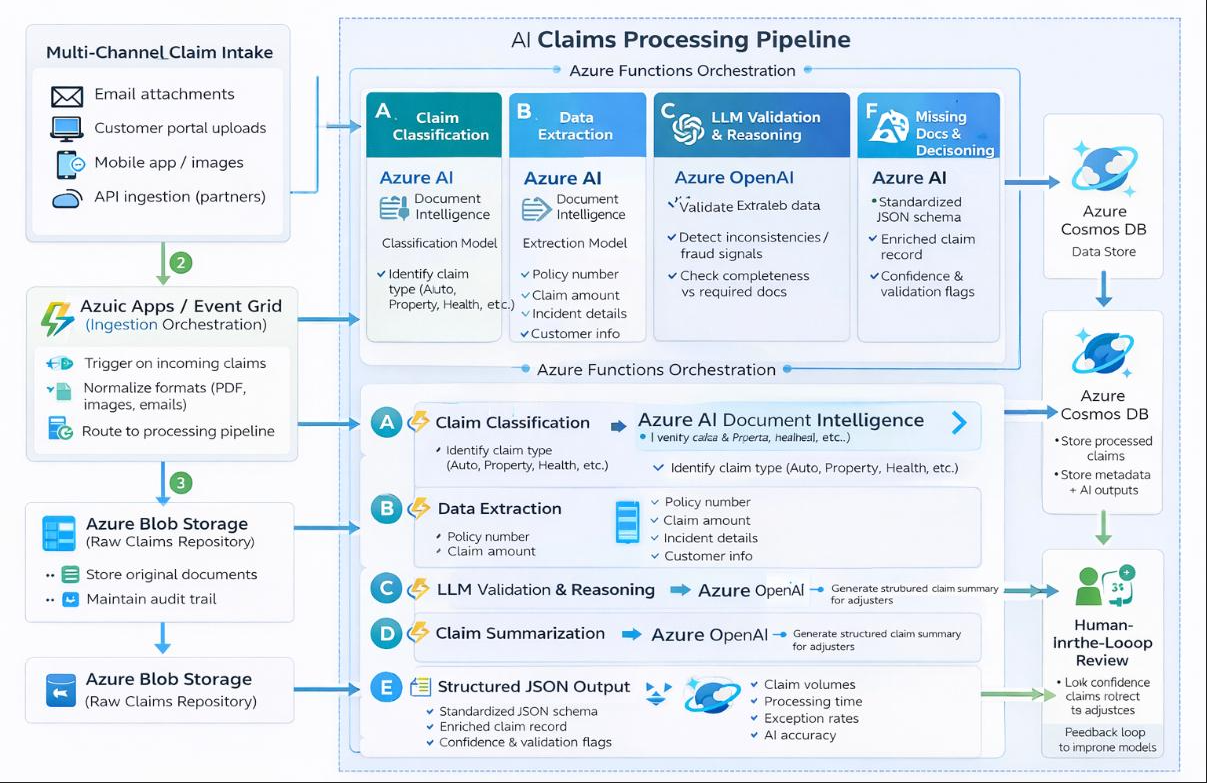 AI Claims Processing Pipeline
Multi-Channel Claim Intake
Email attachments
Customer portal uploads
Mobile app / images
API ingestion (partners)
2
Azuic Apps / Event Grid
(Ingestion Orchestration)
Trigger on incoming claims
Normalize formats (PDF,
images, emails)
Route to processing pipeline
3
Azure Blob Storage
(Raw Claims Repository)
Store original documents
Maintain audit trail
Azure Blob Storage
(Raw Claims Repository)
Azure Functions Orchestration
A
Claim
Classification
Azure AI
Document
Intelligence
Classification Model
Identify claim
type (Auto,
Property, Health, etc.)
B
Data
Extraction
Azure AI
Document
Intelligence
Extrection Model
Policy number
Claim amount
Incident details
Customer info
C
LLM Validation
& Reasoning
Azure OpenAI
Validate Extraleb data
Detect inconsistencies /
fraud signals
Check completeness
vs required docs
F
Missing
Docs &
Decisoning
Azure AI
Standardized
JSON schema
Enriched claim
record
Confidence &
validation flags
Azure Functions Orchestration
A
Claim Classification
Identify claim type
(Auto, Property, Health, etc.)
Azure AI Document Intelligence
etc..)
Identify claim type (Auto, Property, Health, etc.)
B
Data Extraction
Policy number
Claim amount
Policy number
Claim amount
Incident details
Customer info
C
LLM Validation & Reasoning
Azure OpenAI
Generate strubured claim summary
for adjusters
D
Claim Summarization
Azure OpenAI
Generate structured claim summary
for adjusters
E
Structured JSON Output
Standardized JSON schema
Enriched claim record
Confidence & validation flags
Claim volumes
Processing time
Exception rates
AI accuracy
Azure
Cosmos DB
Data Store
Azure
Cosmos DB
Store processed
claims
Store metadata
+ AI outputs
Human-
inrthe-Looop
Review
confidence
claims
Feedback loop
to improne models